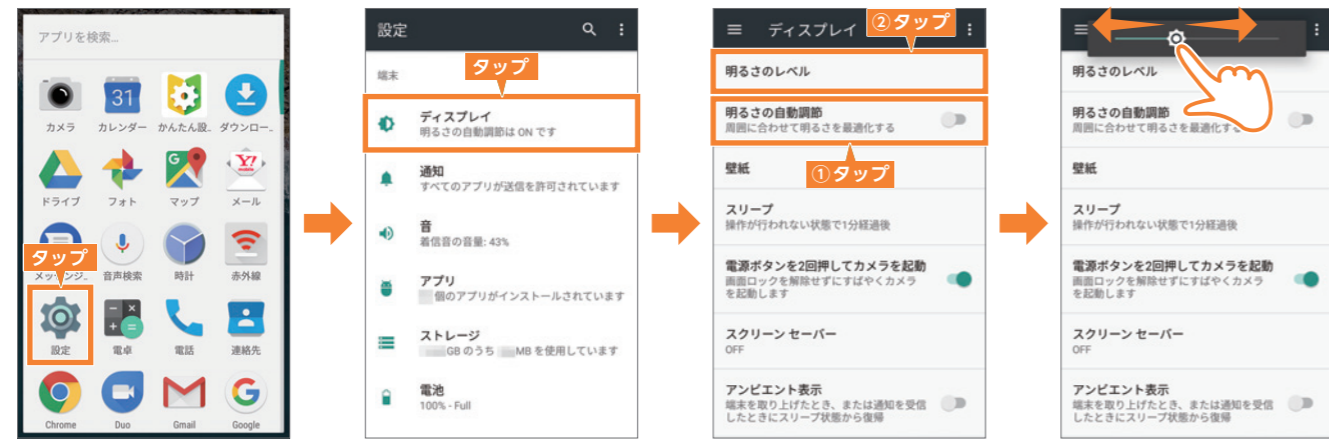 アプリを検索...
31
カメラ
カレンダー
かんたん設..
ダウンロー..
G
Y!
mobile
ドライブ
フォト
マップ
メール
タップ
メッセンジ..
音声検索
時計
赤外線
設定
電卓
電話
連絡先
Chrome
Duo
Gmail
Google
設定
端末
タップ
ディスプレイ
明るさの自動調節は ON です
通知
すべてのアプリが送信を許可されています
音
着信音の音量: 43%
アプリ
個のアプリがインストールされています
ストレージ
GB のうち MB を使用しています
電池
100% - Full
ディスプレイ
②タップ
明るさのレベル
明るさの自動調節
周囲に合わせて明るさを最適化する
壁紙
①タップ
スリープ
操作が行われない状態で1分経過後
電源ボタンを2回押してカメラを起動
画面ロックを解除せずにすばやくカメラ
を起動します
スクリーン セーバー
OFF
アンビエント表示
端末を取り上げたとき、または通知を受信
したときにスリープ状態から復帰
明るさのレベル
明るさの自動調節
周囲に合わせて明るさを最適化す
壁紙
スリープ
操作が行われない状態で1分経過後
電源ボタンを2回押してカメラを起動
画面ロックを解除せずにすばやくカメラ
を起動します
スクリーン セーバー
OFF
アンビエント表示
端末を取り上げたとき、または通知を受信
したときにスリープ状態から復帰